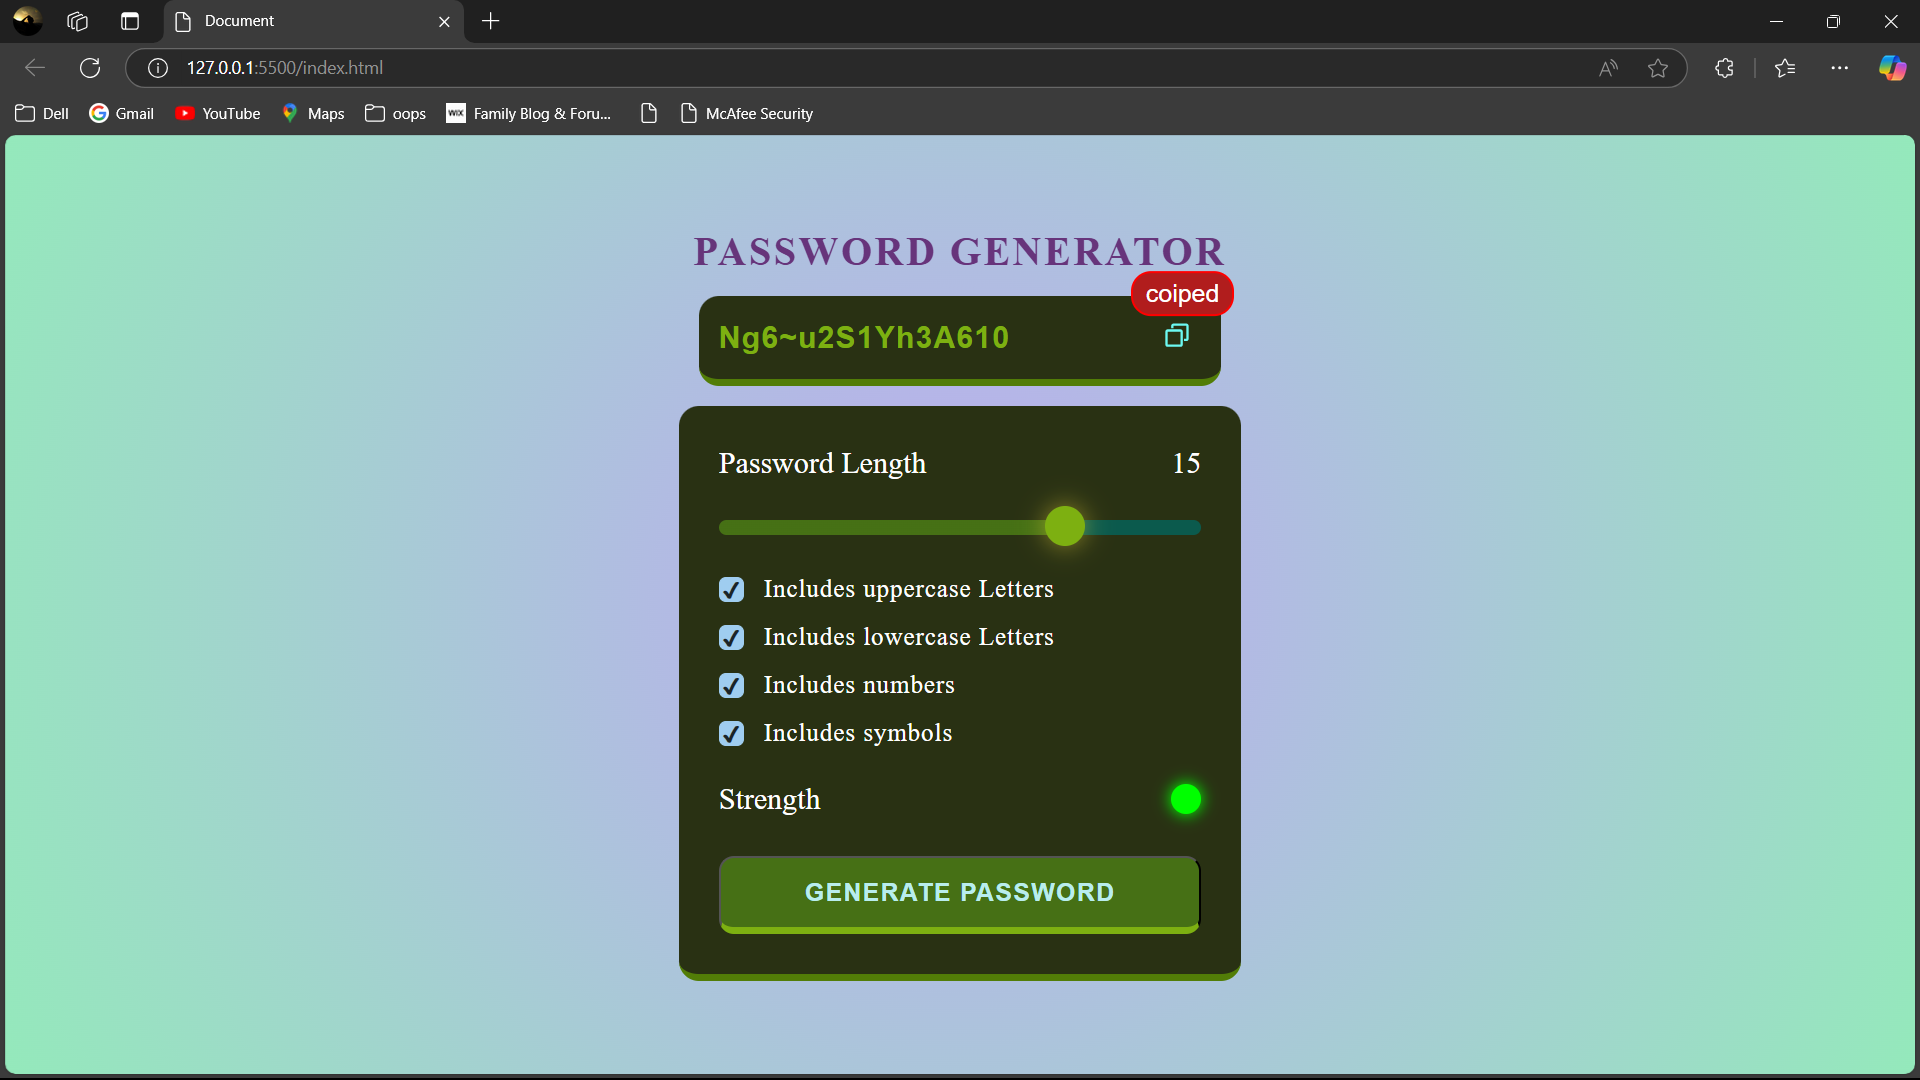 Document
127.0.0.1:5500/index.html
Dell Gmail YouTube Maps oops WIX Family Blog & Foru... McAfee Security
PASSWORD GENERATOR
coiped
Ng6~u2S1Yh3A610
Password Length 15
Includes uppercase Letters
Includes lowercase Letters
Includes numbers
Includes symbols
Strength
GENERATE PASSWORD